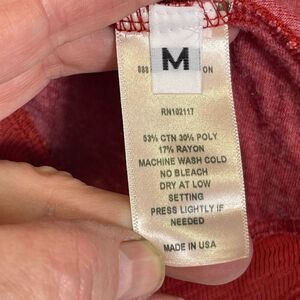 M
RN102117
53% CTN 30% POLY
17% RAYON
MACHINE WASH COLD
NO BLEACH
DRY AT LOW
SETTING
PRESS LIGHTLY IF
NEEDED
MADE IN USA